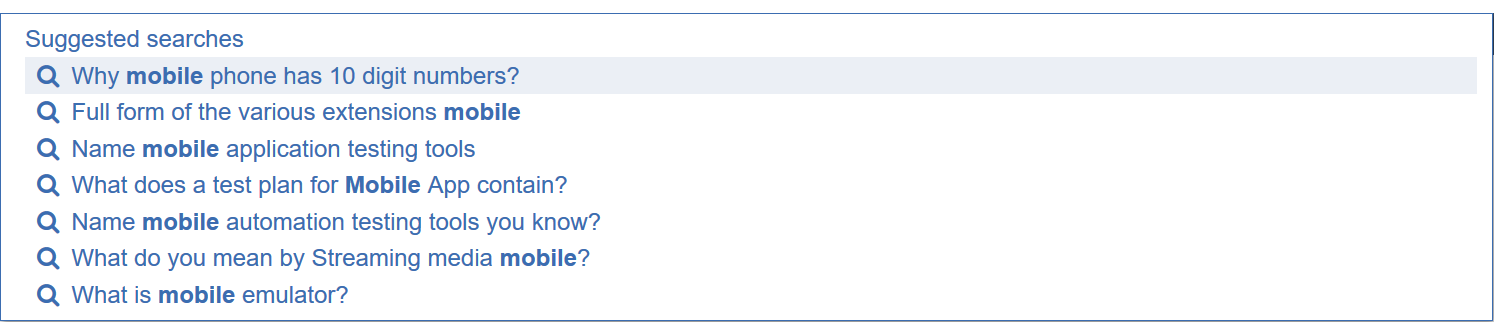 Suggested searches
Why mobile phone has 10 digit numbers?
Full form of the various extensions mobile
Name mobile application testing tools
What does a test plan for Mobile App contain?
Name mobile automation testing tools you know?
What do you mean by Streaming media mobile?
What is mobile emulator?